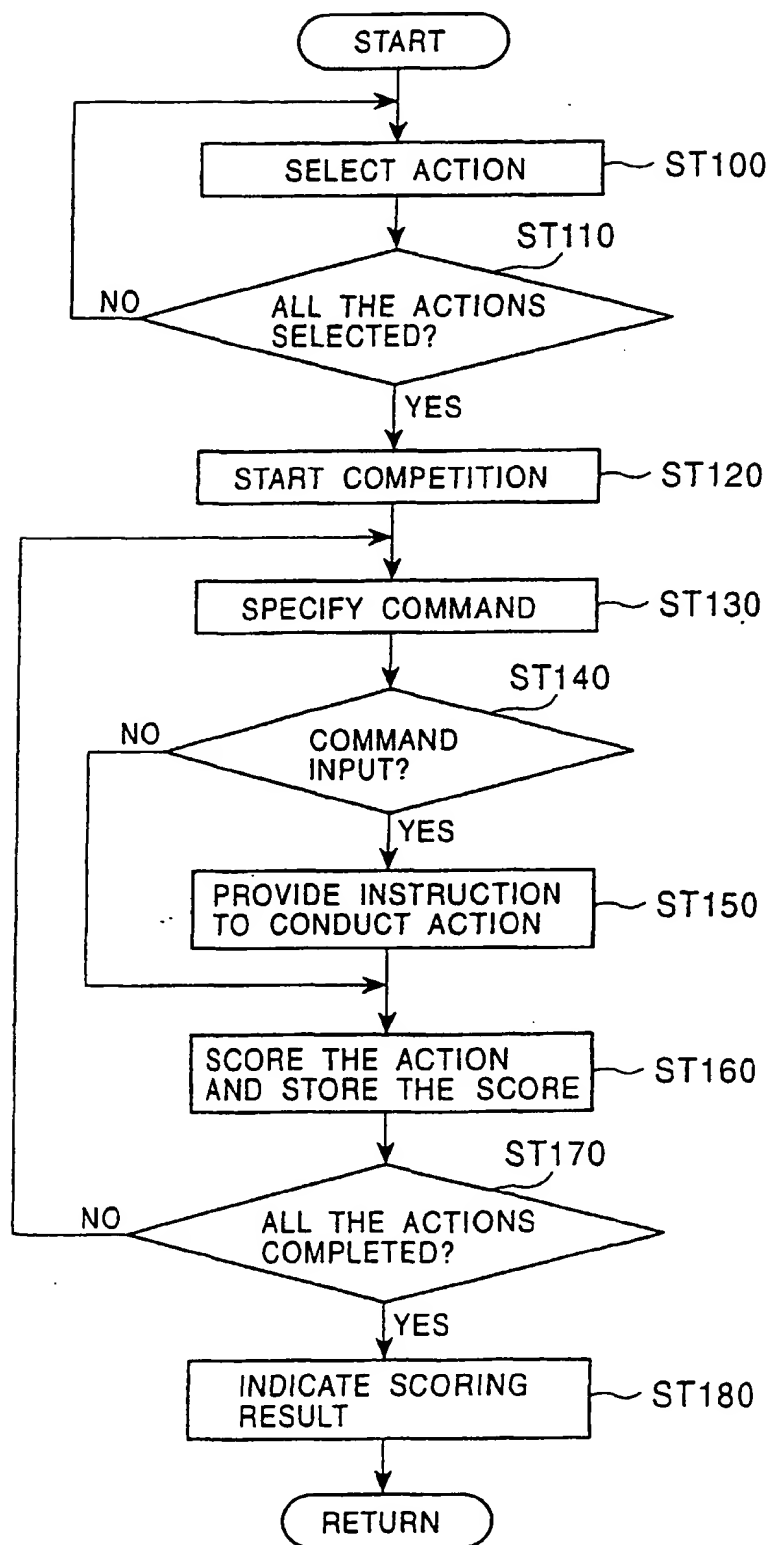 START
SELECT ACTION
ST100
ST110
ALL THE ACTIONS
SELECTED?
NO
YES
START COMPETITION
ST120
SPECIFY COMMAND
ST130
ST140
NO
COMMAND
INPUT?
YES
PROVIDE INSTRUCTION
TO CONDUCT ACTION
ST150
SCORE THE ACTION
AND STORE THE SCORE
ST160
ST170
NO
ALL THE ACTIONS
COMPLETED?
YES
INDICATE SCORING
RESULT
ST180
RETURN